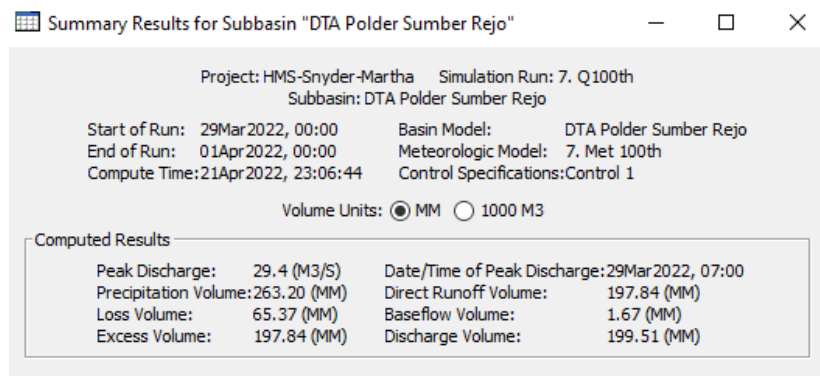 Summary Results for Subbasin "DTA Polder Sumber Rejo"
Project: HMS-Snyder-Martha Simulation Run: 7. Q100th
Subbasin: DTA Polder Sumber Rejo
Start of Run: 29Mar2022, 00:00 Basin Model: DTA Polder Sumber Rejo
End of Run: 01Apr2022, 00:00 Meteorologic Model: 7. Met 100th
Compute Time:21Apr2022, 23:06:44 Control Specifications:Control 1
Volume Units: MM 1000 M3
Computed Results
Peak Discharge: 29.4 (M3/S) Date/Time of Peak Discharge:29Mar2022, 07:00
Precipitation Volume:263.20 (MM) Direct Runoff Volume: 197.84 (MM)
Loss Volume: 65.37 (MM) Baseflow Volume: 1.67 (MM)
Excess Volume: 197.84 (MM) Discharge Volume: 199.51 (MM)